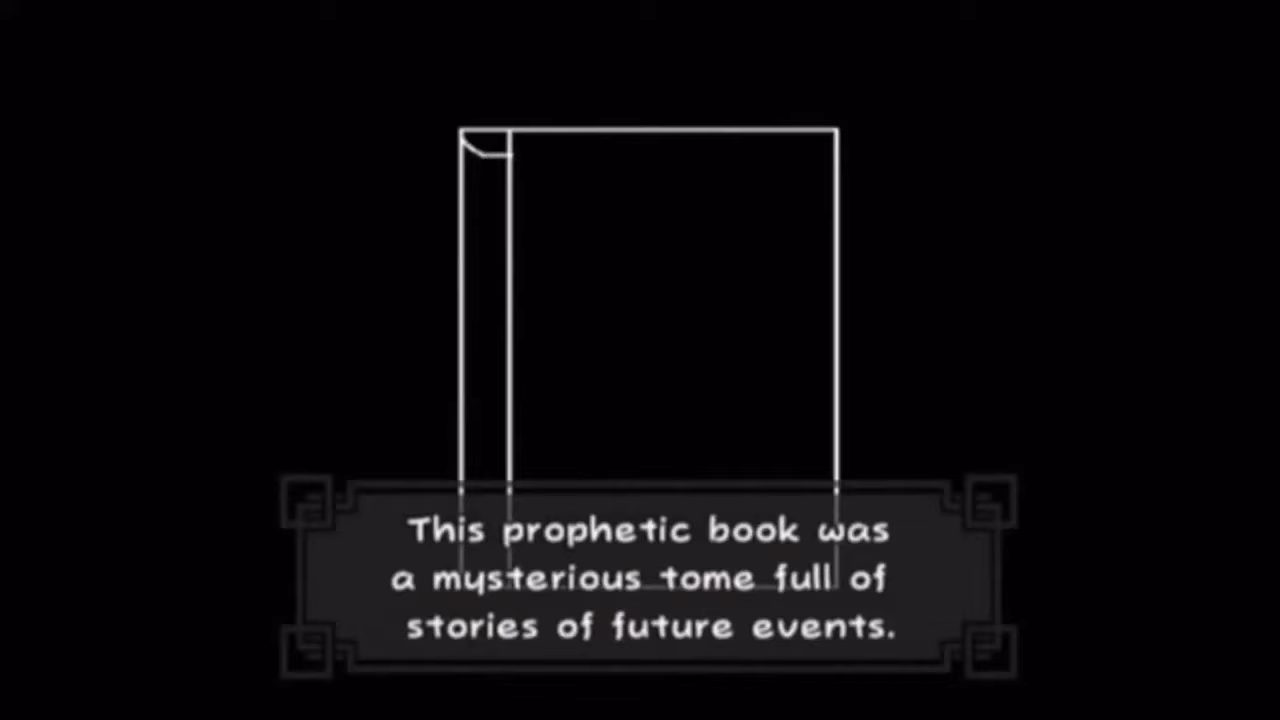 This prophetic book was
a mysterious tome full of
stories of future events.